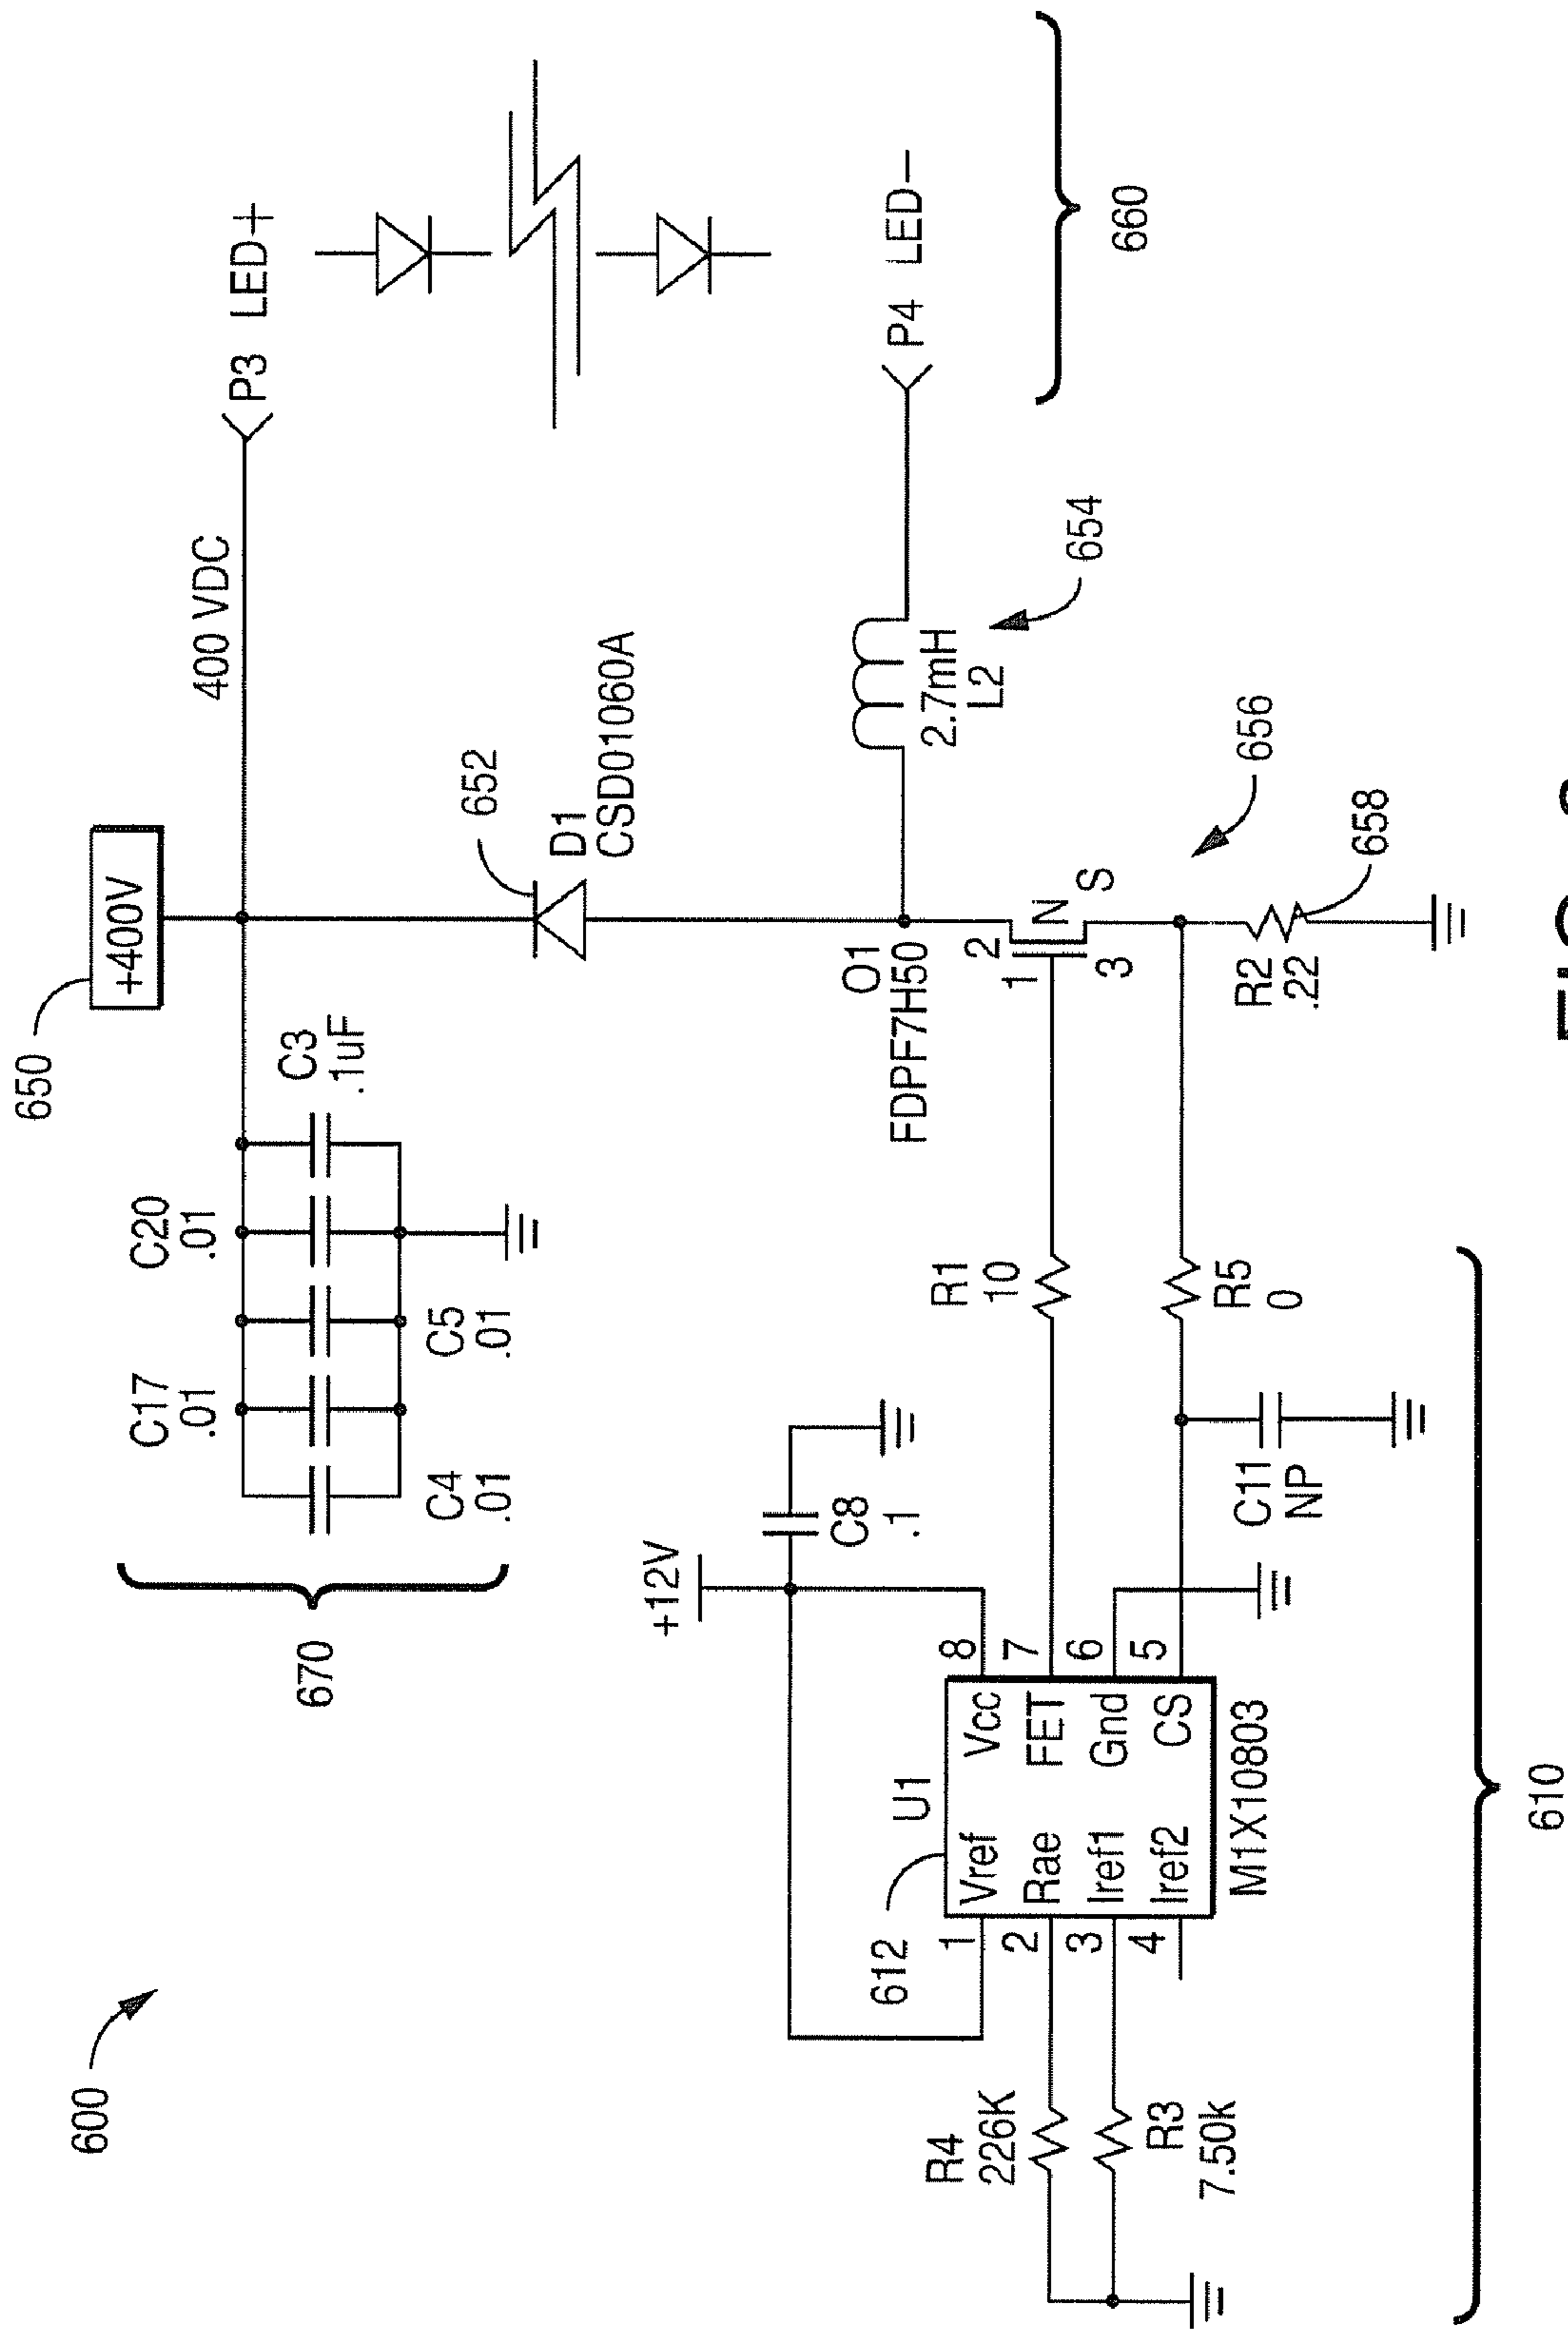 600
650
+400V
400 VDC
P3 LED+
C17
.01
C20
.01
C3
.1uF
C4
.01
C5
.01
670
652
D1
CSD01060A
+12V
C8
.1
O1
FDPF7H50
2.7mH
L2
654
P4 LED-
660
612
U1
1
2
3
4
Vref
Rae
Iref1
Iref2
Vcc
FET
Gnd
CS
8
7
6
5
M1X10803
R4
226K
R3
7.50k
R1
10
R5
0
C11
NP
1
2
3
N
S
656
R2
.22
658
610